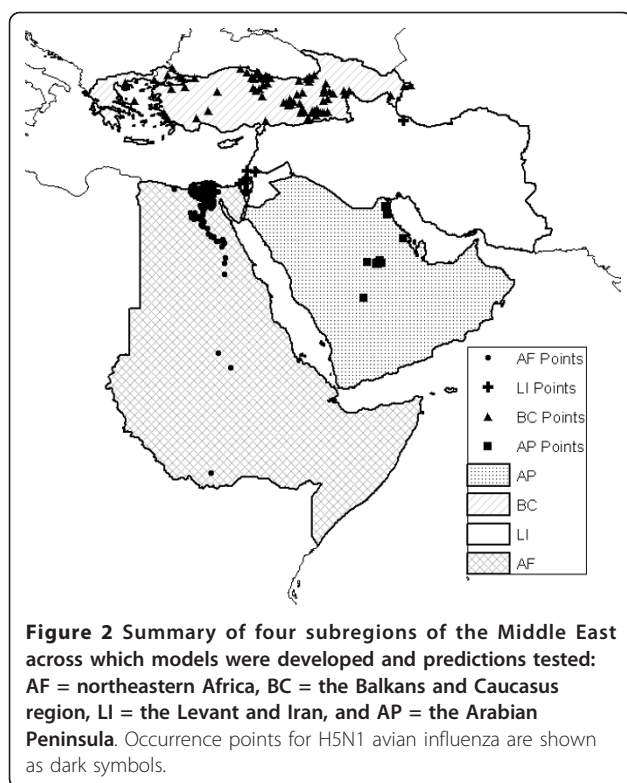 AF Points
LI Points
BC Points
AP Points
AP
BC
LI
AF
Figure 2 Summary of four subregions of the Middle East
across which models were developed and predictions tested:
AF = northeastern Africa, BC = the Balkans and Caucasus
region, LI = the Levant and Iran, and AP = the Arabian
Peninsula. Occurrence points for H5N1 avian influenza are shown
as dark symbols.